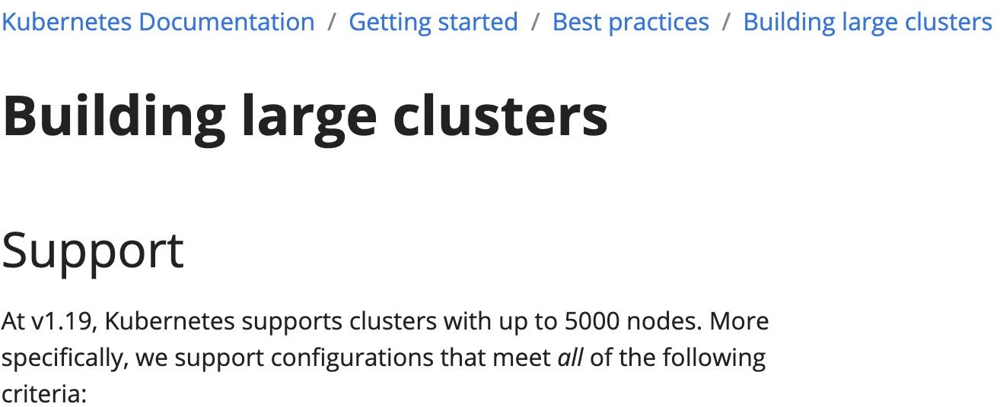 Kubernetes Documentation / Getting started / Best practices / Building large clusters
Building large clusters
Support
At v1.19, Kubernetes supports clusters with up to 5000 nodes. More
specifically, we support configurations that meet all of the following
criteria: